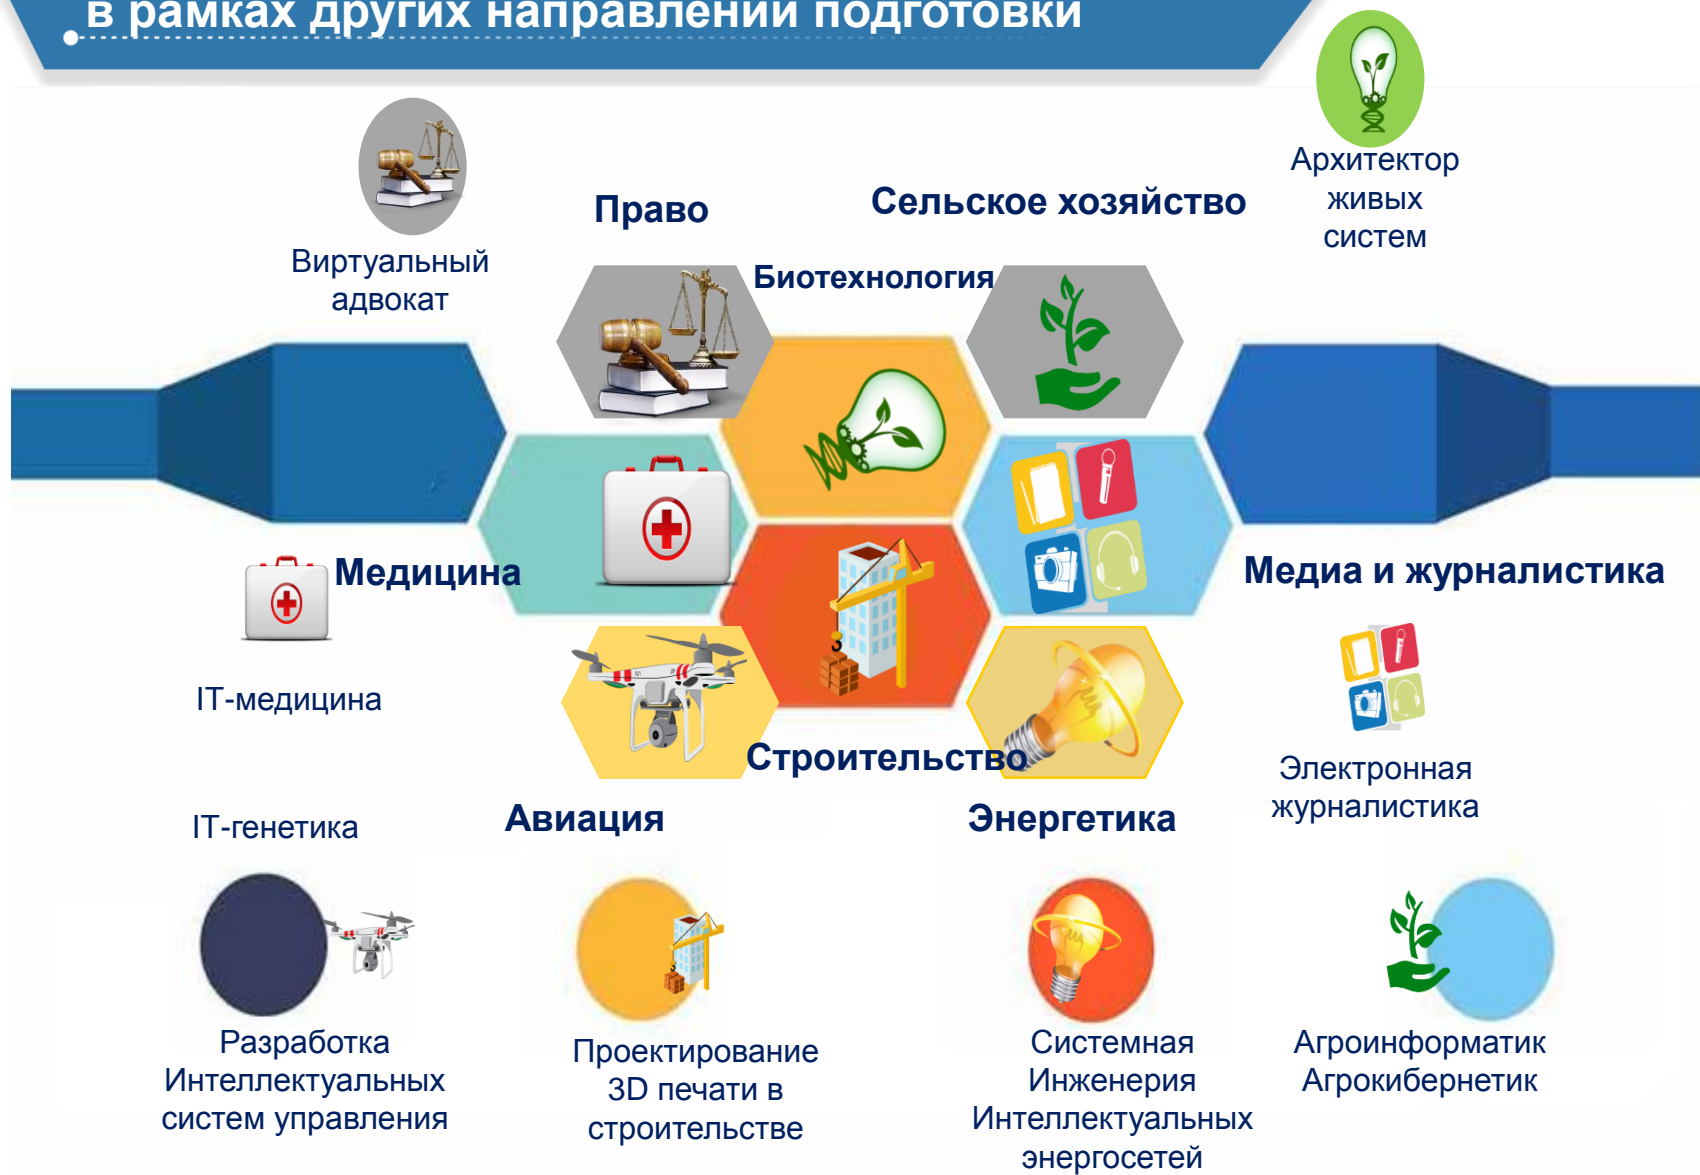 в рамках других направлений подготовки
Архитектор
живых
систем
Виртуальный
адвокат
Право
Сельское хозяйство
Биотехнология
Медицина
Медиа и журналистика
IT-медицина
IT-генетика
Строительство
Авиация
Энергетика
Электронная
журналистика
Разработка
Интеллектуальных
систем управления
Проектирование
3D печати в
строительстве
Системная
Инженерия
Интеллектуальных
энергосетей
Агроинформатик
Агрокибернетик